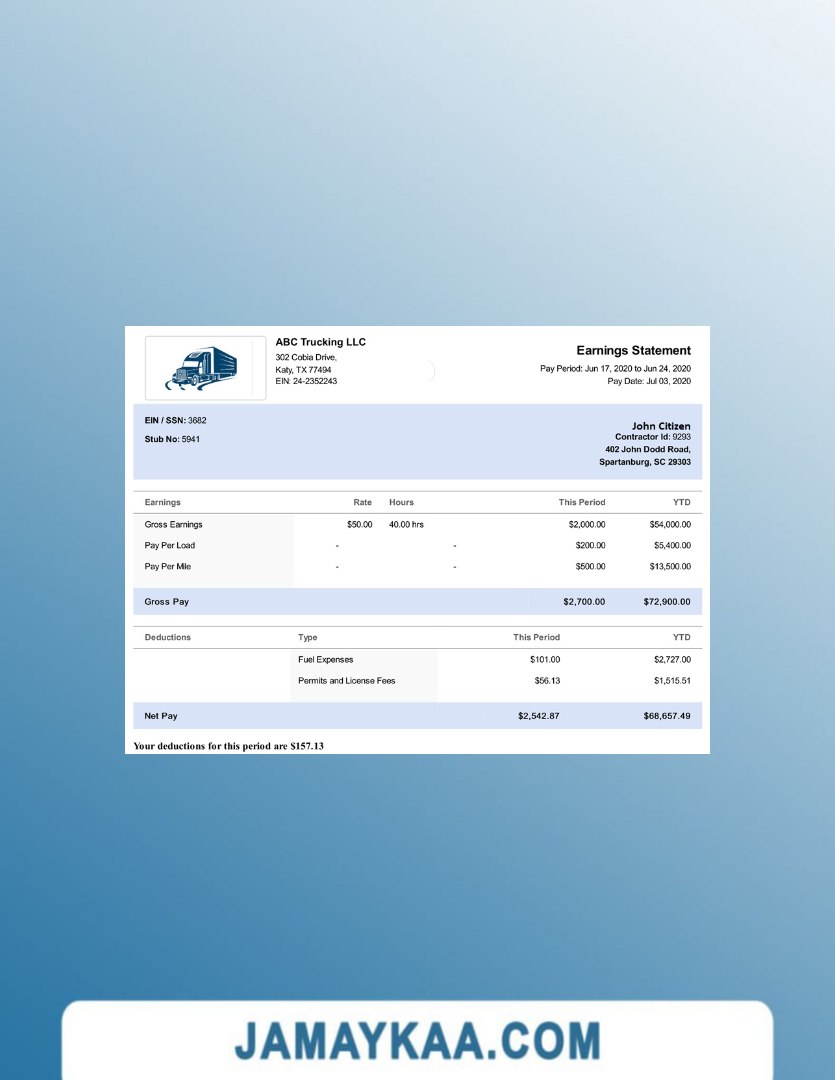 ABC Trucking LLC
302 Cobia Drive,
Katy, TX 77494
EIN: 24-2352243
Earnings Statement
Pay Period: Jun 17, 2020 to Jun 24, 2020
Pay Date: Jul 03, 2020
EIN / SSN: 3682
Stub No: 5941
John Citizen
Contractor Id: 9293
402 John Dodd Road,
Spartanburg, SC 29303
Earnings Rate Hours This Period YTD
Gross Earnings $50.00 40.00 hrs $2,000.00 $54,000.00
Pay Per Load - - $200.00 $5,400.00
Pay Per Mile - - $500.00 $13,500.00
Gross Pay $2,700.00 $72,900.00
Deductions Type This Period YTD
Fuel Expenses $101.00 $2,727.00
Permits and License Fees $56.13 $1,515.51
Net Pay $2,542.87 $68,657.49
Your deductions for this period are $157.13
JAMAYKAA.COM